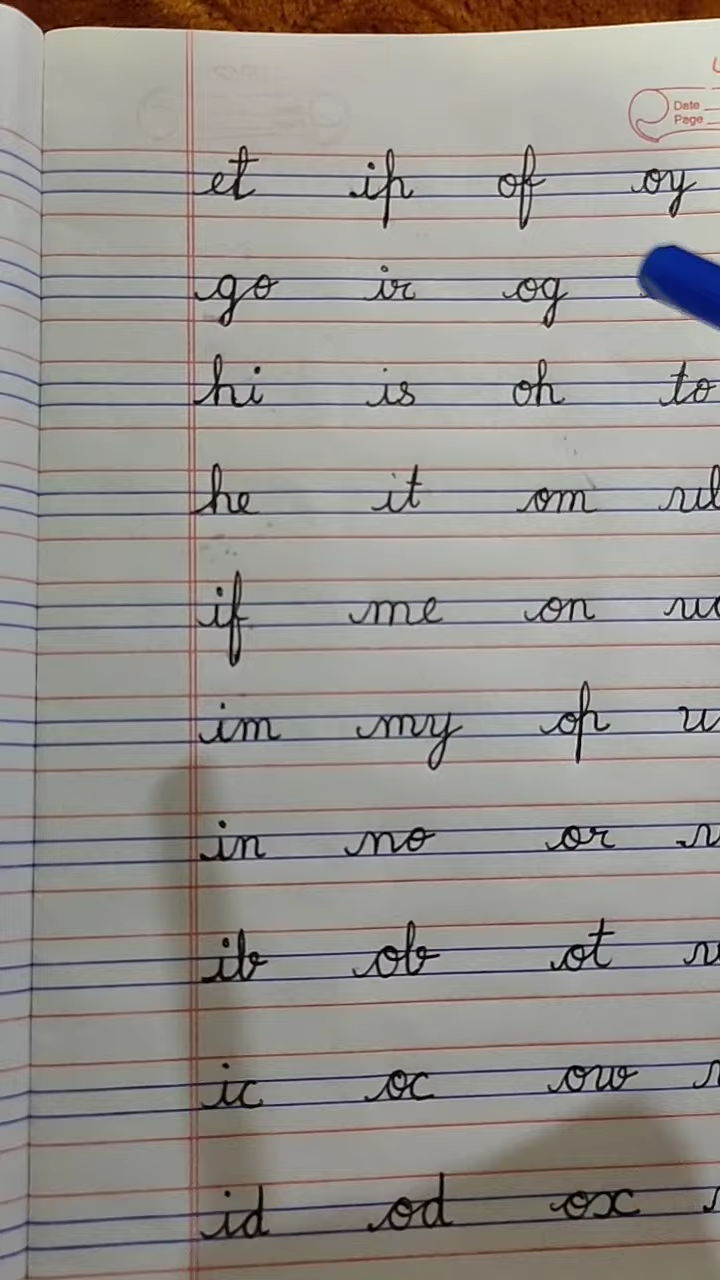 Date
Page
et ip of oy
go ir og
hi is oh to
he it om
if me on
im my op
in no or
ib ob ot
ic oc ow
id od ox